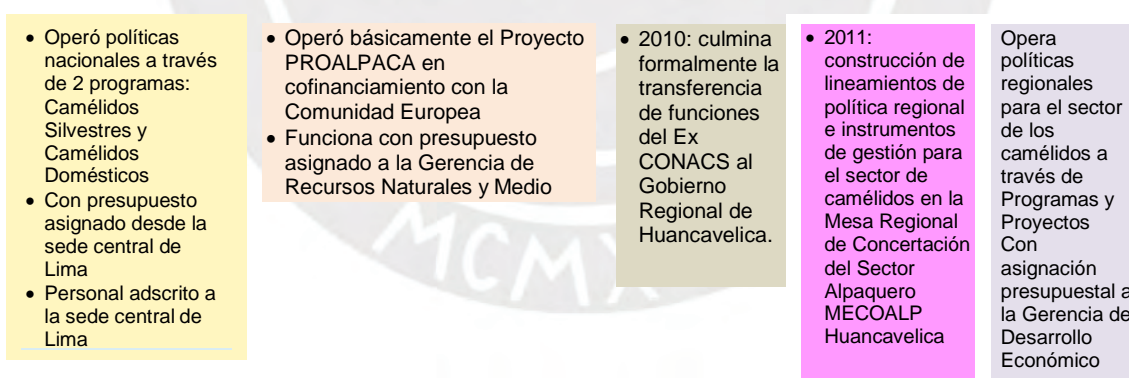 • Operó políticas
nacionales a través
de 2 programas:
Camélidos
Silvestres y
Camélidos
Domésticos
• Con presupuesto
asignado desde la
sede central de
Lima
• Personal adscrito a
la sede central de
Lima
• Operó básicamente el Proyecto
PROALPACA en
cofinanciamiento con la
Comunidad Europea
• Funciona con presupuesto
asignado a la Gerencia de
Recursos Naturales y Medio
• 2010: culmina
formalmente la
transferencia
de funciones
del Ex
CONACS al
Gobierno
Regional de
Huancavelica.
• 2011:
construcción de
lineamientos de
política regional
e instrumentos
de gestión para
el sector de
camélidos en la
Mesa Regional
de Concertación
del Sector
Alpaquero
MECOALP
Huancavelica
Opera
políticas
regionales
para el sector
de los
camélidos a
través de
Programas y
Proyectos
Con
asignación
presupuestal a
la Gerencia de
Desarrollo
Económico
MCMX